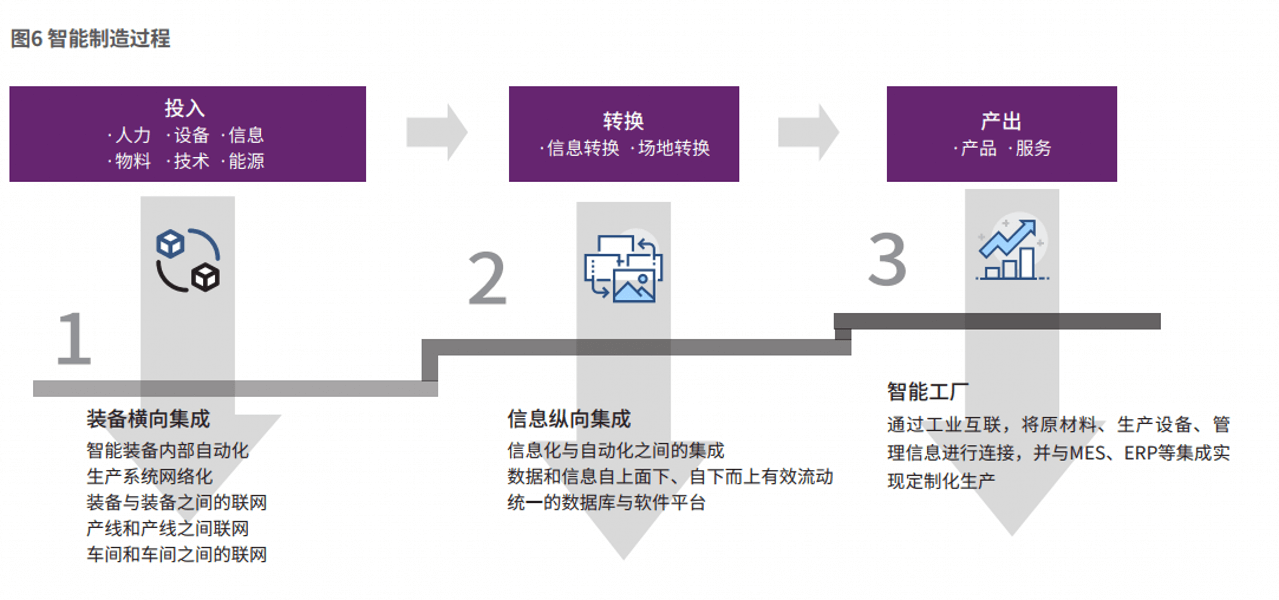 图6 智能制造过程
投入
·人力 ·设备 ·信息
·物料 ·技术 ·能源
转换
·信息转换 ·场地转换
产出
·产品 ·服务
1
装备横向集成
智能装备内部自动化
生产系统网络化
装备与装备之间的联网
产线和产线之间联网
车间和车间之间的联网
2
信息纵向集成
信息化与自动化之间的集成
数据和信息自上面下、自下而上有效流动
统一的数据库与软件平台
3
智能工厂
通过工业互联，将原材料、生产设备、管
理信息进行连接，并与MES、ERP等集成实
现定制化生产